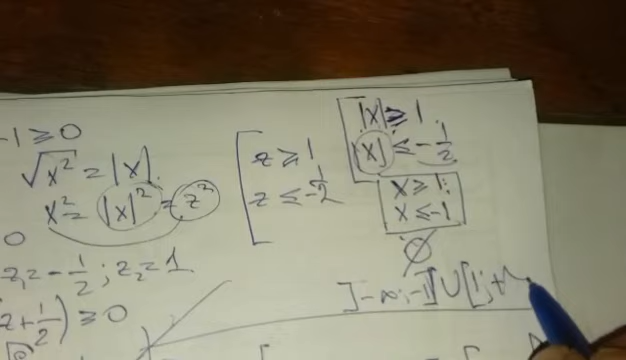 -1 ≥ 0
√x² = |x|.
x² = |x|² = z²
0
z₁ = -1/2; z₂ = 1
z + 1/2) ≥ 0
[ z ≥ 1
z ≤ -1/2
[ |x| ≥ 1
|x| ≤ -1/2
x ≥ 1;
x ≤ -1
∅
]-∞; -1] ∪ [1; +